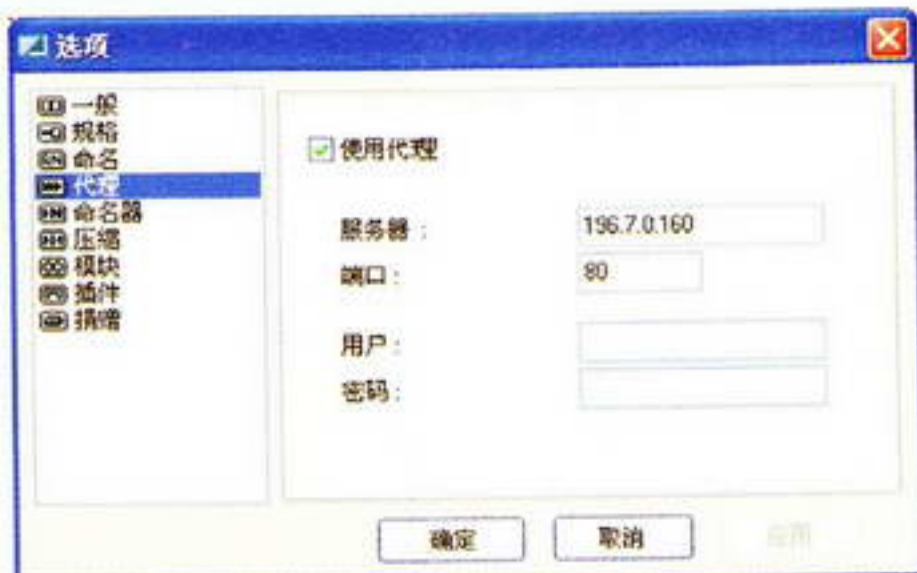 选项
一般
规格
命名
代理
命名器
压缩
模块
插件
捐赠
使用代理
服务器：
196.7.0.160
端口：
80
用户：
密码：
确定
取消
应用